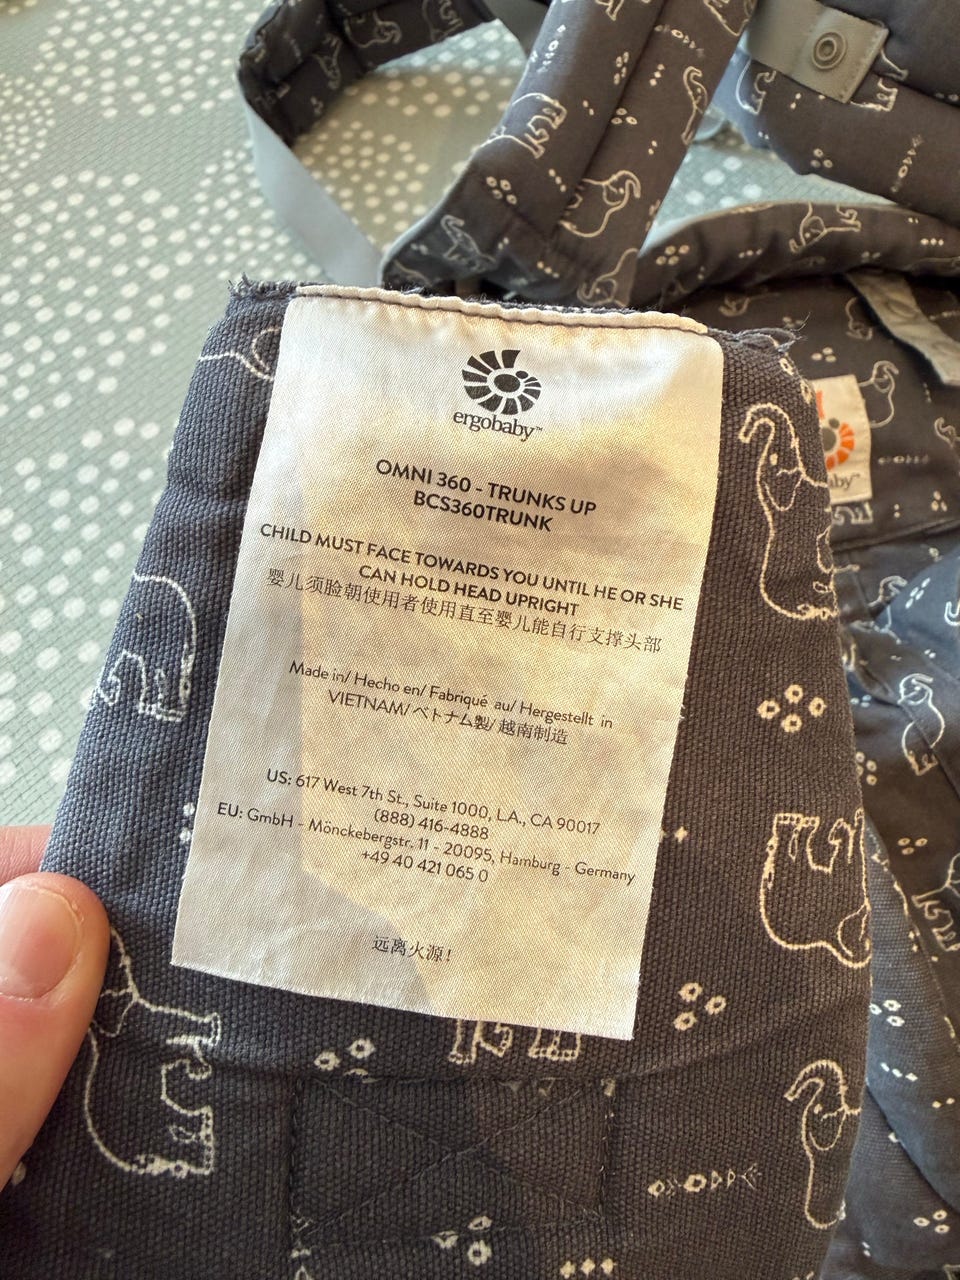 ergobaby™
OMNI 360 - TRUNKS UP
BCS360TRUNK
CHILD MUST FACE TOWARDS YOU UNTIL HE OR SHE
CAN HOLD HEAD UPRIGHT
婴儿须脸朝使用者使用直至婴儿能自行支撑头部
Made in/ Hecho en/ Fabriqué au/ Hergestellt in
VIETNAM/ ベトナム製/ 越南制造
US: 617 West 7th St., Suite 1000, L.A., CA 90017
(888) 416-4888
EU: GmbH - Mönckebergstr. 11 - 20095, Hamburg - Germany
+49 40 421 065 0
远离火源!